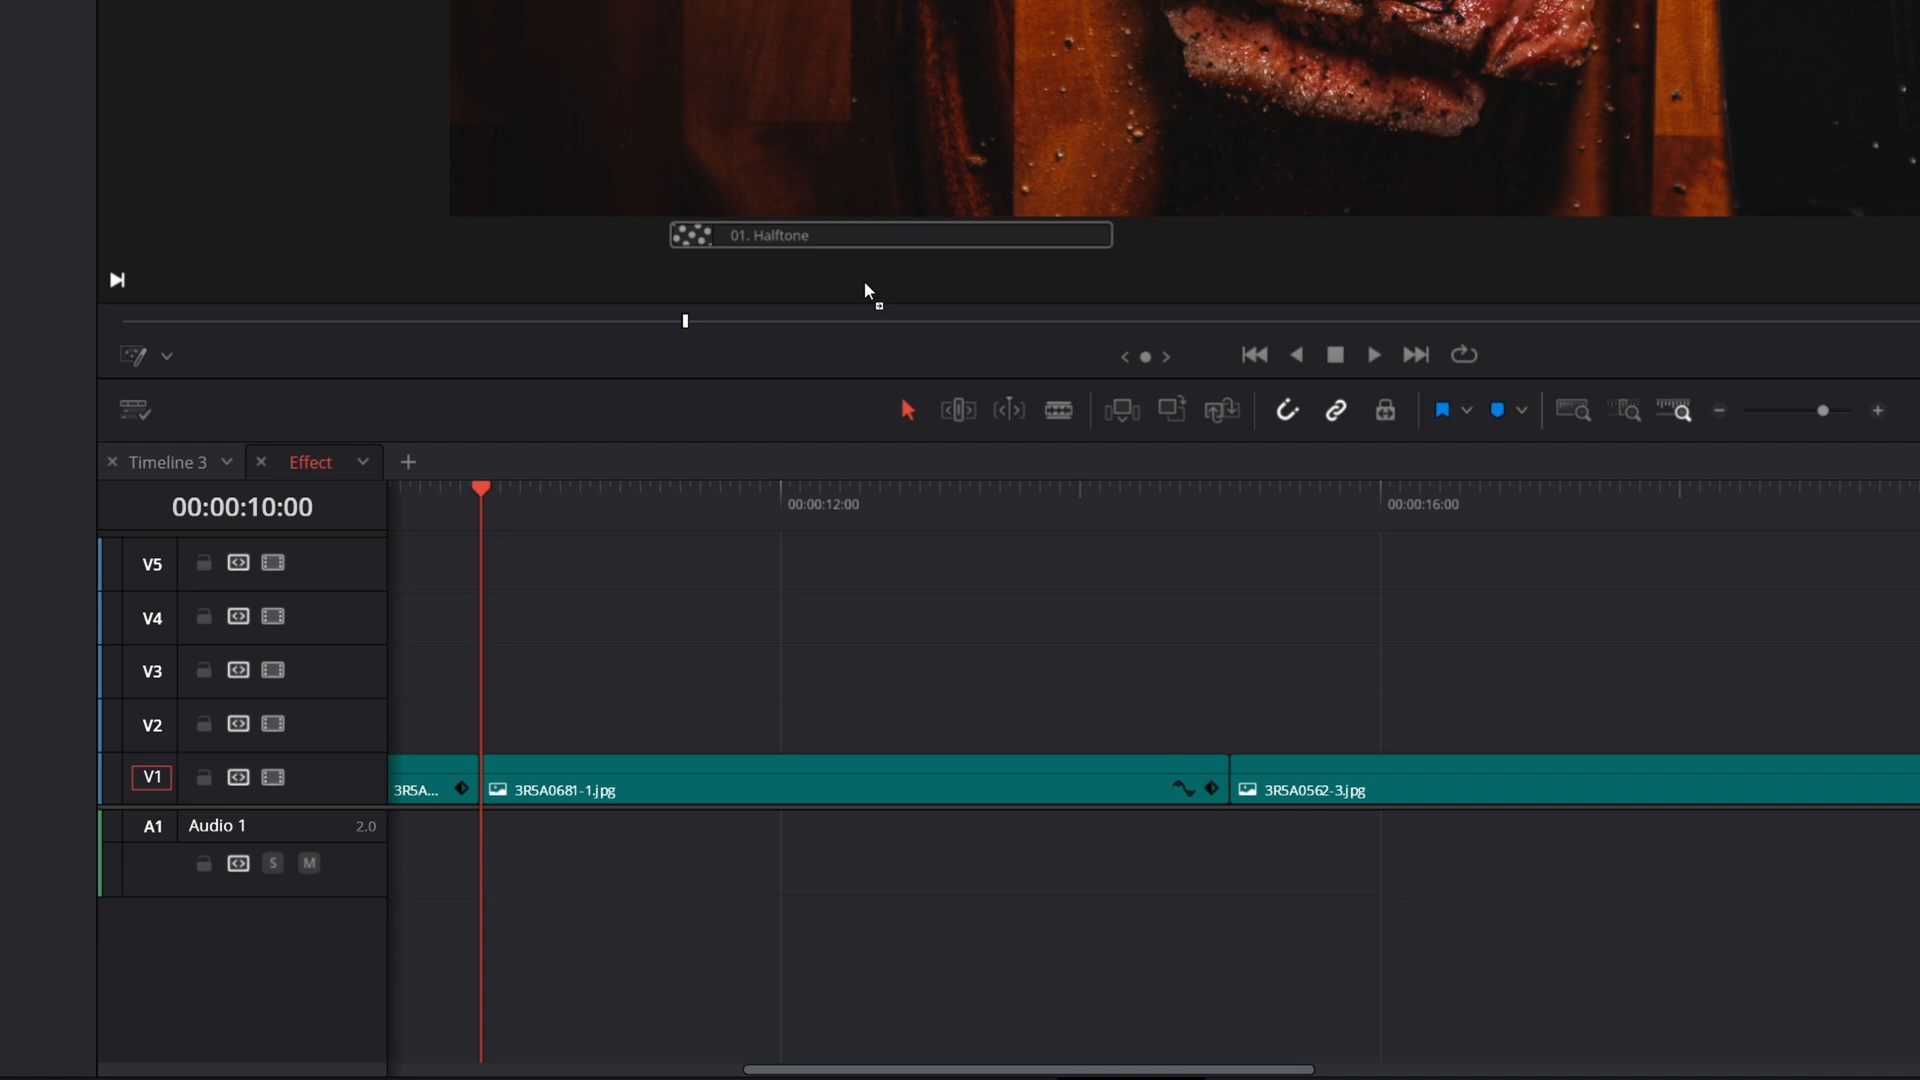 01. Halftone
Timeline 3
Effect
00:00:10:00
00:00:12:00
00:00:16:00
V5
V4
V3
V2
V1
3R5A...
3R5A0681-1.jpg
3R5A0562-3.jpg
A1
Audio 1
2.0
S
M